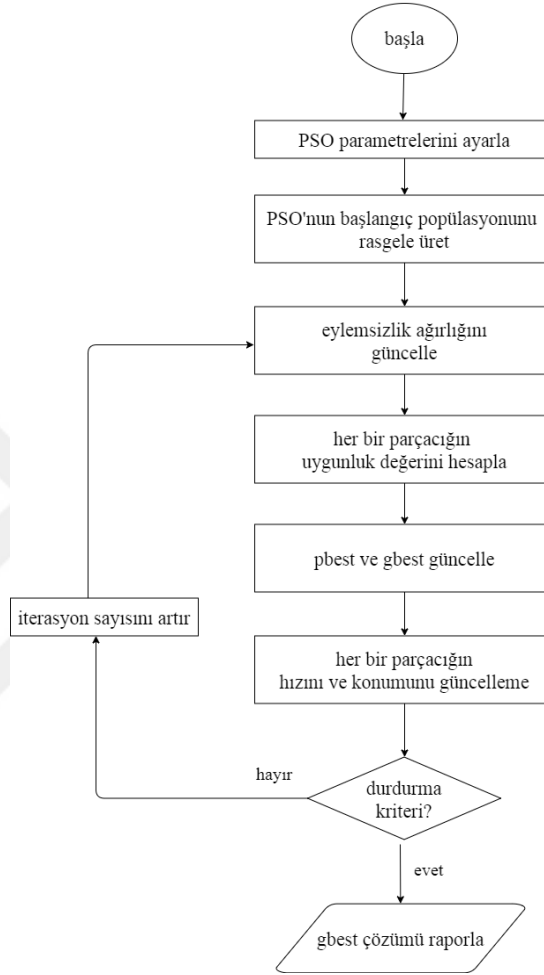 başla
PSO parametrelerini ayarla
PSO'nun başlangıç popülasyonunu
rasgele üret
eylemsizlik ağırlığını
güncelle
her bir parçacığın
uygunluk değerini hesapla
pbest ve gbest güncelle
iterasyon sayısını artır
her bir parçacığın
hızını ve konumunu güncelleme
hayır
durdurma
kriteri?
evet
gbest çözümü raporla